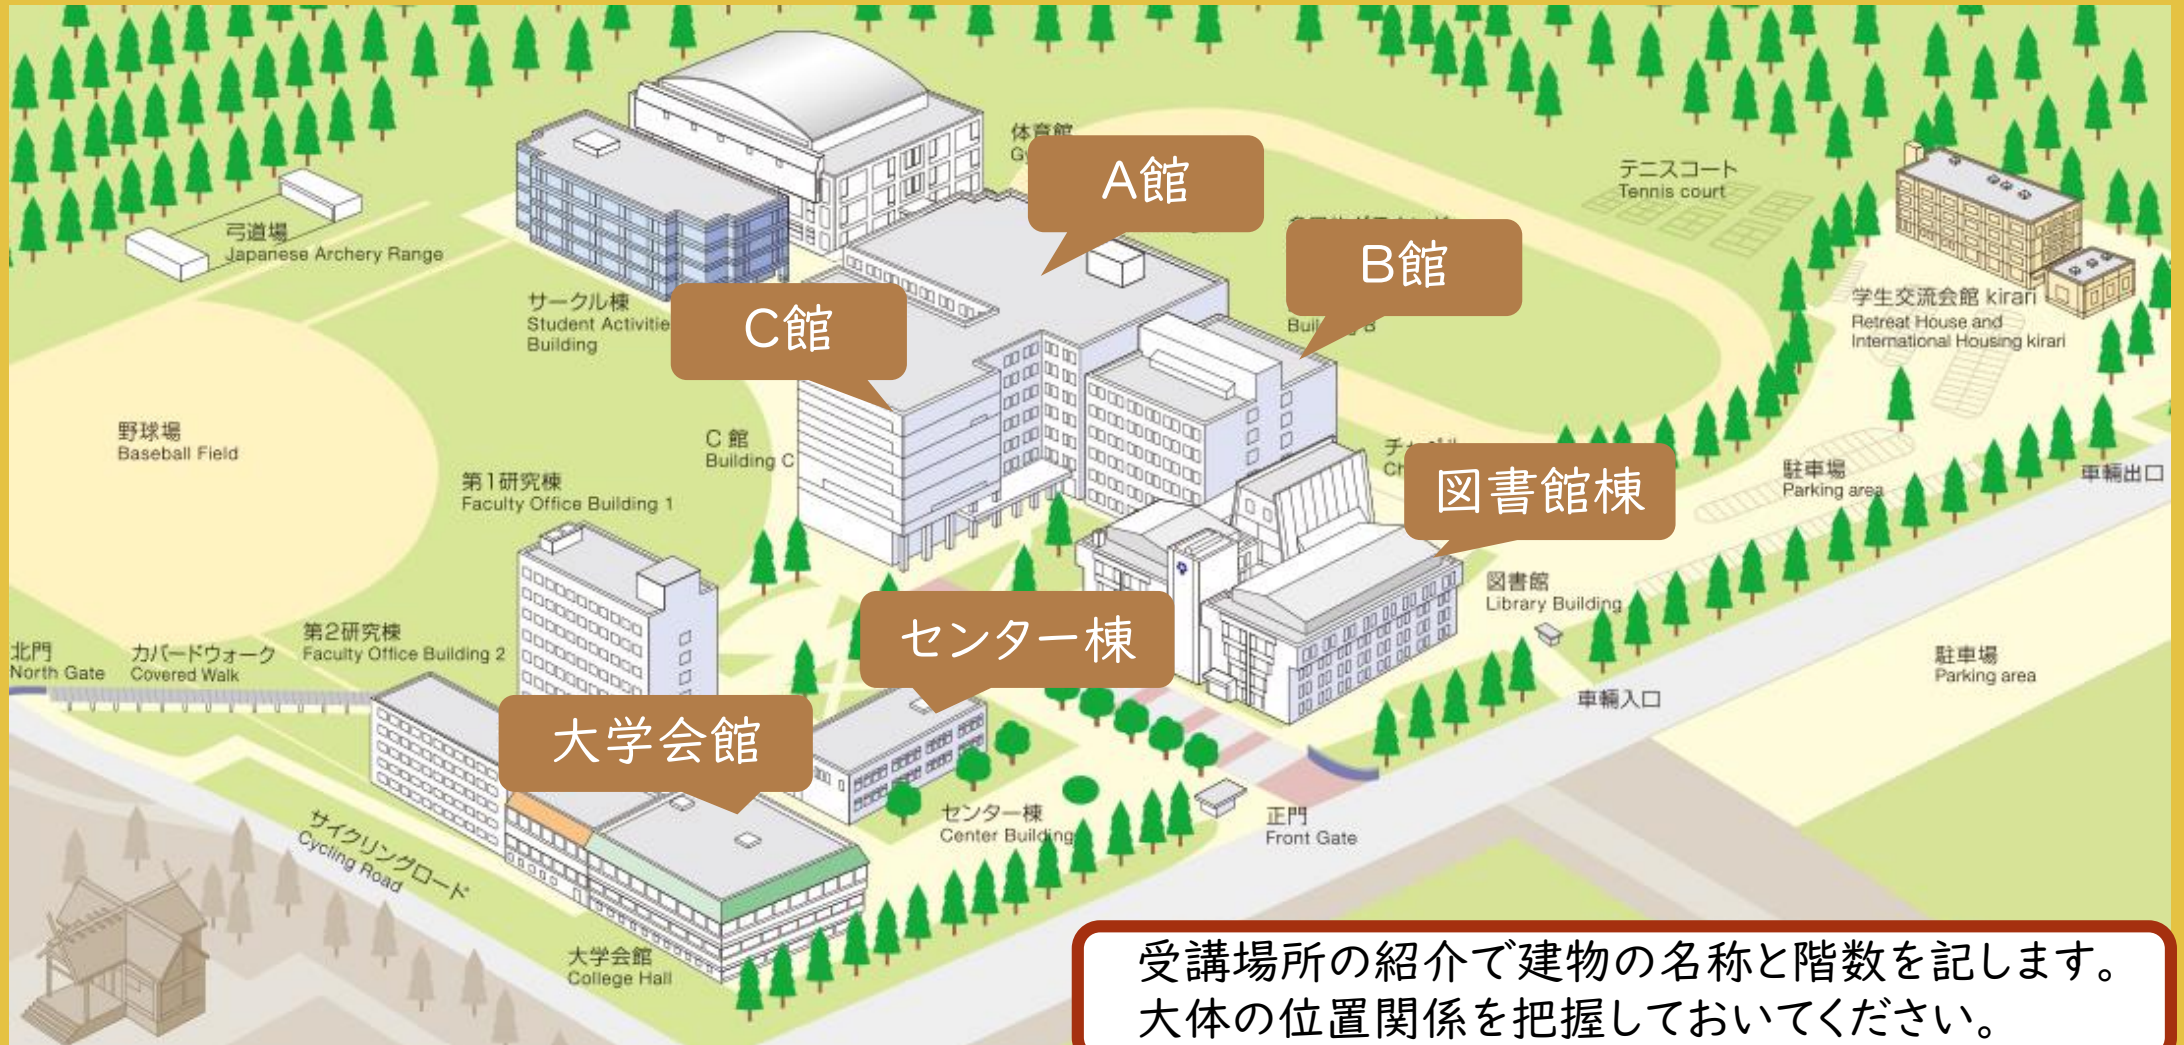 体育館
A館
テニスコート
Tennis court
弓道場
Japanese Archery Range
B館
サークル棟
Student Activitie
Building
C館
学生交流会館 kirari
Retreat House and
International Housing kirari
野球場
Baseball Field
C 館
Building C
図書館棟
駐車場
Parking area
車輛出口
第1研究棟
Faculty Office Building 1
図書館
Library Building
センター棟
第2研究棟
Faculty Office Building 2
北門
North Gate
カバードウォーク
Covered Walk
駐車場
Parking area
車輛入口
大学会館
センター棟
Center Building
正門
Front Gate
サイクリングロード
Cycling Road
大学会館
College Hall
受講場所の紹介で建物の名称と階数を記します。
大体の位置関係を把握しておいてください。